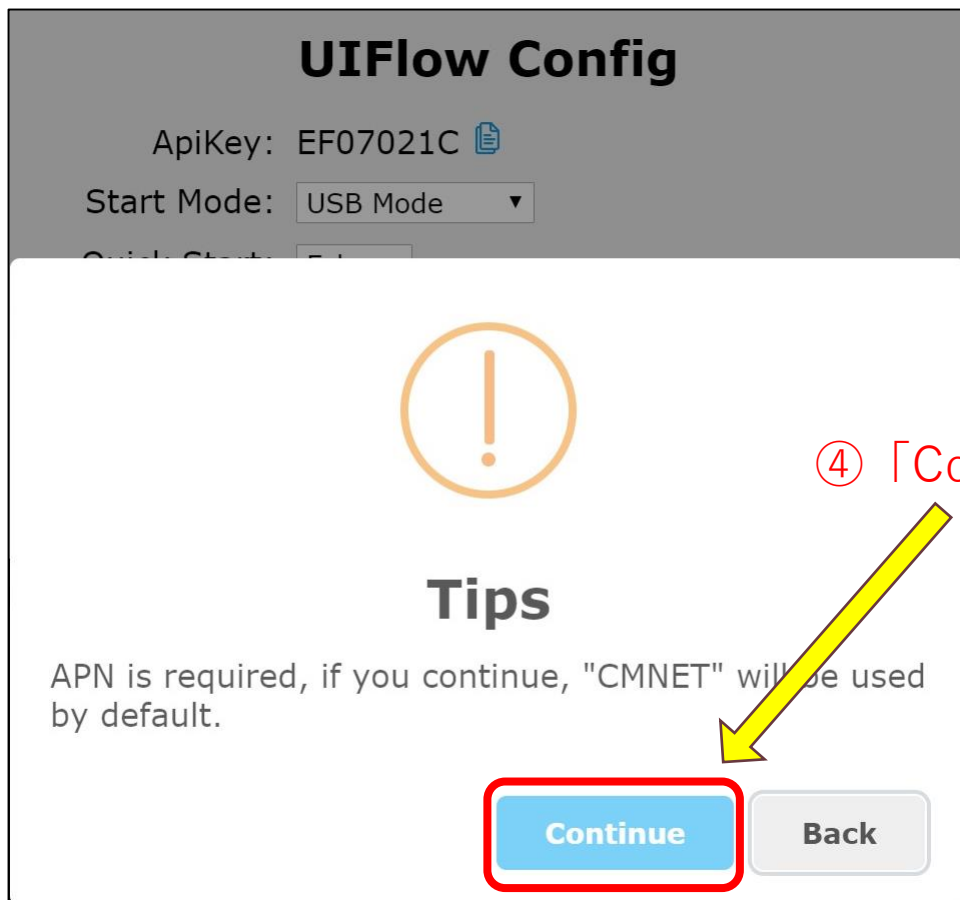 UIFlow Config
ApiKey: EF07021C
Start Mode: USB Mode
④「Co
Tips
APN is required, if you continue, "CMNET" will be used
by default.
Continue Back